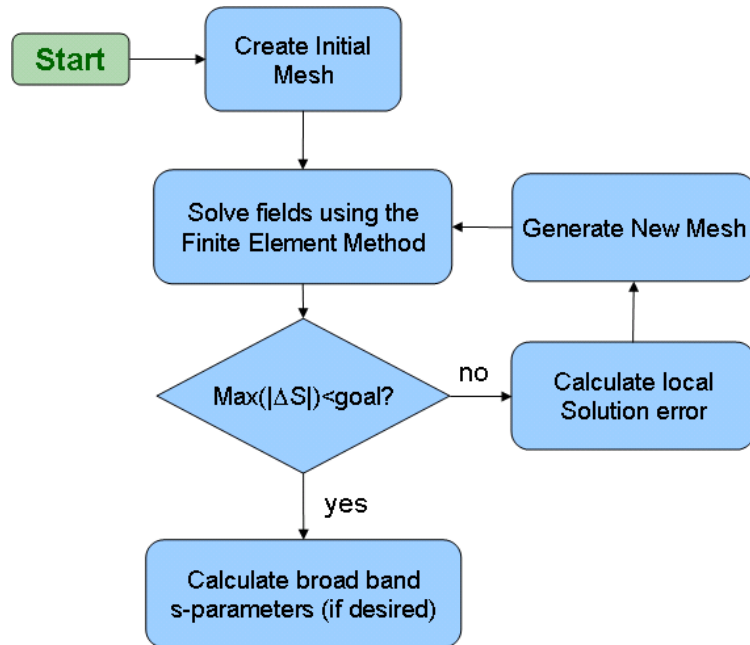 Start
Create Initial
Mesh
Solve fields using the
Finite Element Method
Generate New Mesh
Max(|ΔS|)<goal?
no
Calculate local
Solution error
yes
Calculate broad band
s-parameters (if desired)